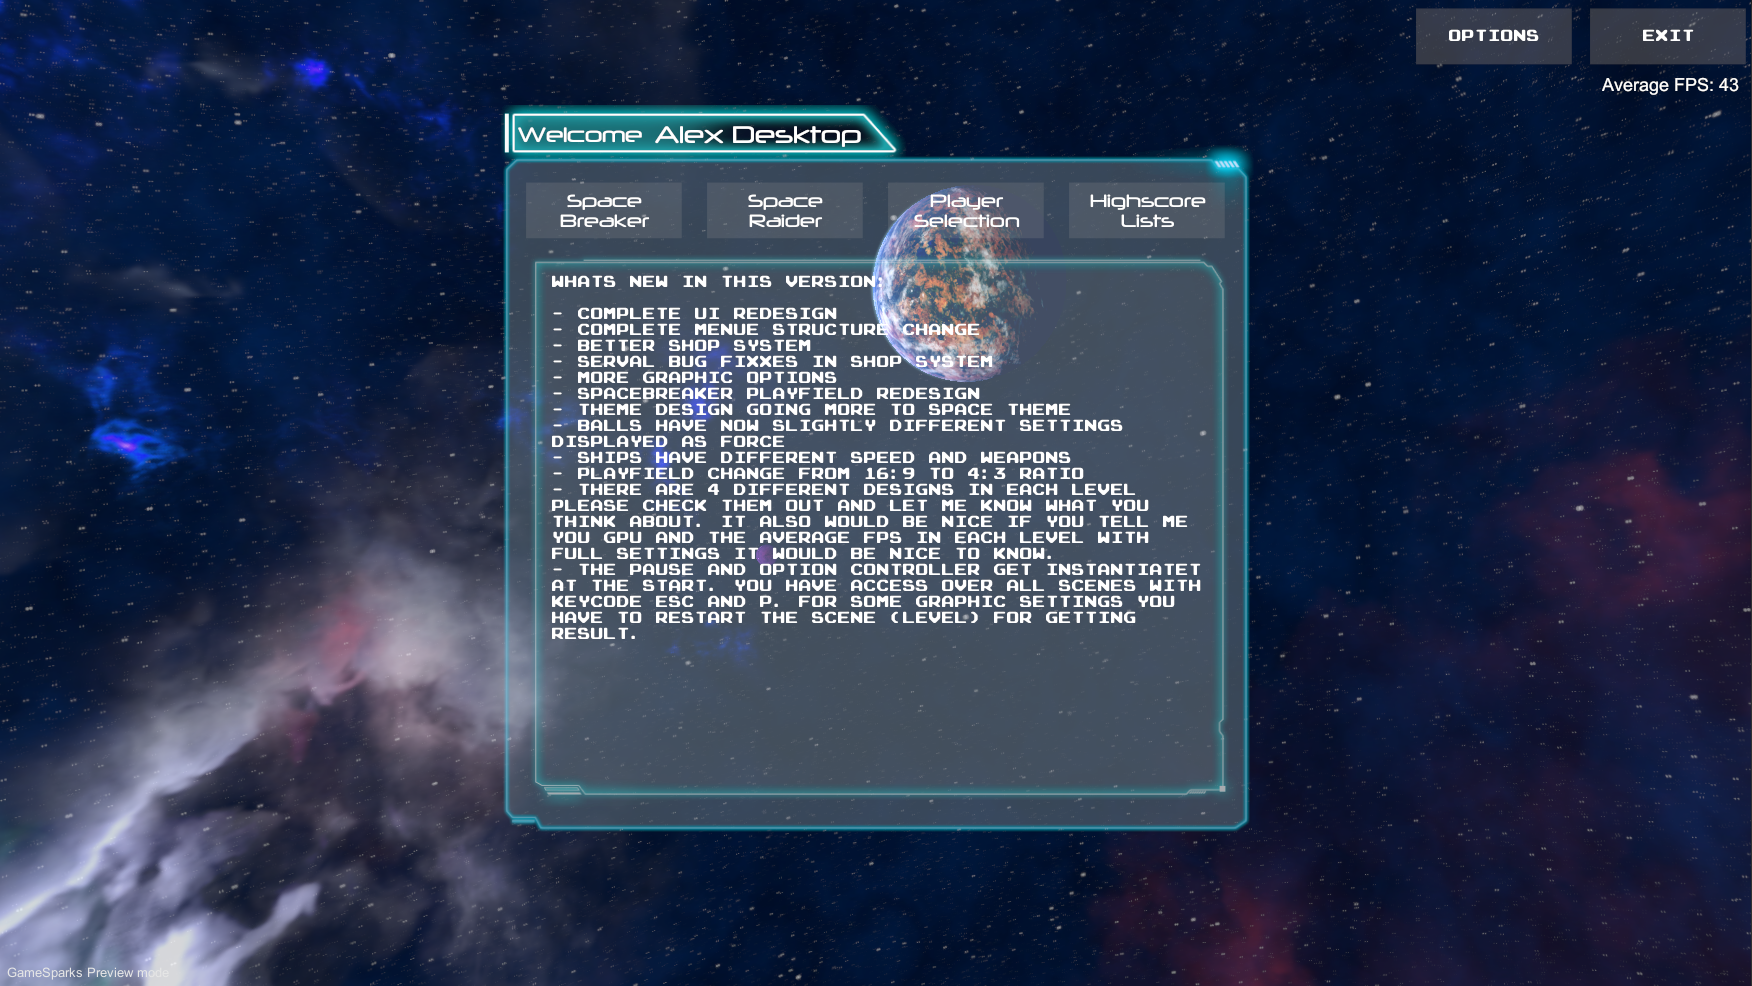 OPTIONS
EXIT
Average FPS: 43
Welcome Alex Desktop
Space
Breaker
Space
Raider
Player
Selection
Highscore
Lists
WHATS NEW IN THIS VERSION:
- COMPLETE UI REDESIGN
- COMPLETE MENUE STRUCTURE CHANGE
- BETTER SHOP SYSTEM
- SERVAL BUG FIXXES IN SHOP SYSTEM
- MORE GRAPHIC OPTIONS
- SPACEBREAKER PLAYFIELD REDESIGN
- THEME DESIGN GOING MORE TO SPACE THEME
- BALLS HAVE NOW SLIGHTLY DIFFERENT SETTINGS
DISPLAYED AS FORCE
- SHIPS HAVE DIFFERENT SPEED AND WEAPONS
- PLAYFIELD CHANGE FROM 16:9 TO 4:3 RATIO
- THERE ARE 4 DIFFERENT DESIGNS IN EACH LEVEL
PLEASE CHECK THEM OUT AND LET ME KNOW WHAT YOU
THINK ABOUT. IT ALSO WOULD BE NICE IF YOU TELL ME
YOU GPU AND THE AVERAGE FPS IN EACH LEVEL WITH
FULL SETTINGS IT WOULD BE NICE TO KNOW.
- THE PAUSE AND OPTION CONTROLLER GET INSTANTIATET
AT THE START. YOU HAVE ACCESS OVER ALL SCENES WITH
KEYCODE ESC AND P. FOR SOME GRAPHIC SETTINGS YOU
HAVE TO RESTART THE SCENE (LEVEL) FOR GETTING
RESULT.
GameSparks Preview mode